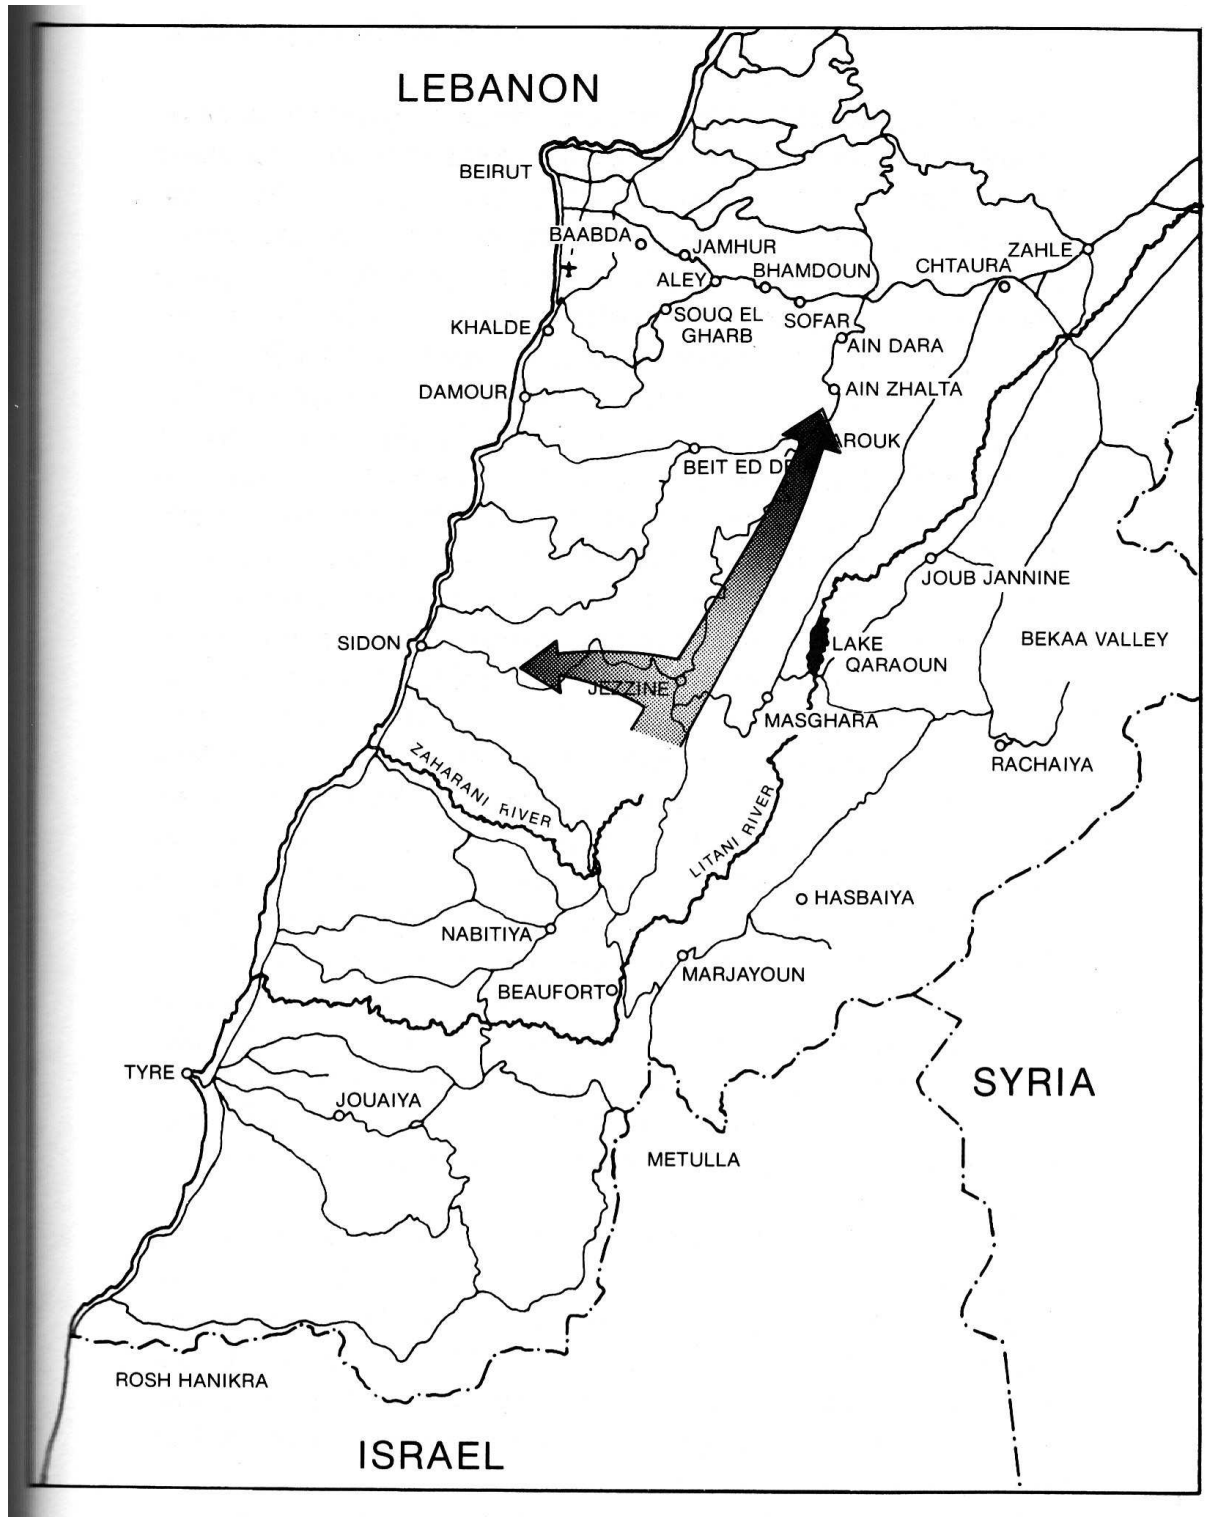 LEBANON
BEIRUT
BAABDA
JAMHUR
ZAHLE
CHTAURA
ALEY
BHAMDOUN
SOUQ EL
GHARB
SOFAR
KHALDE
AIN DARA
DAMOUR
AIN ZHALTA
AROUK
BEIT ED DE
JOUB JANNINE
SIDON
LAKE
QARAOUN
BEKAA VALLEY
JEZZINE
MASGHARA
RACHAIYA
ZAHARANI RIVER
LITANI RIVER
HASBAIYA
NABITIYA
MARJAYOUN
BEAUFORT
TYRE
SYRIA
JOUAIYA
METULLA
ROSH HANIKRA
ISRAEL